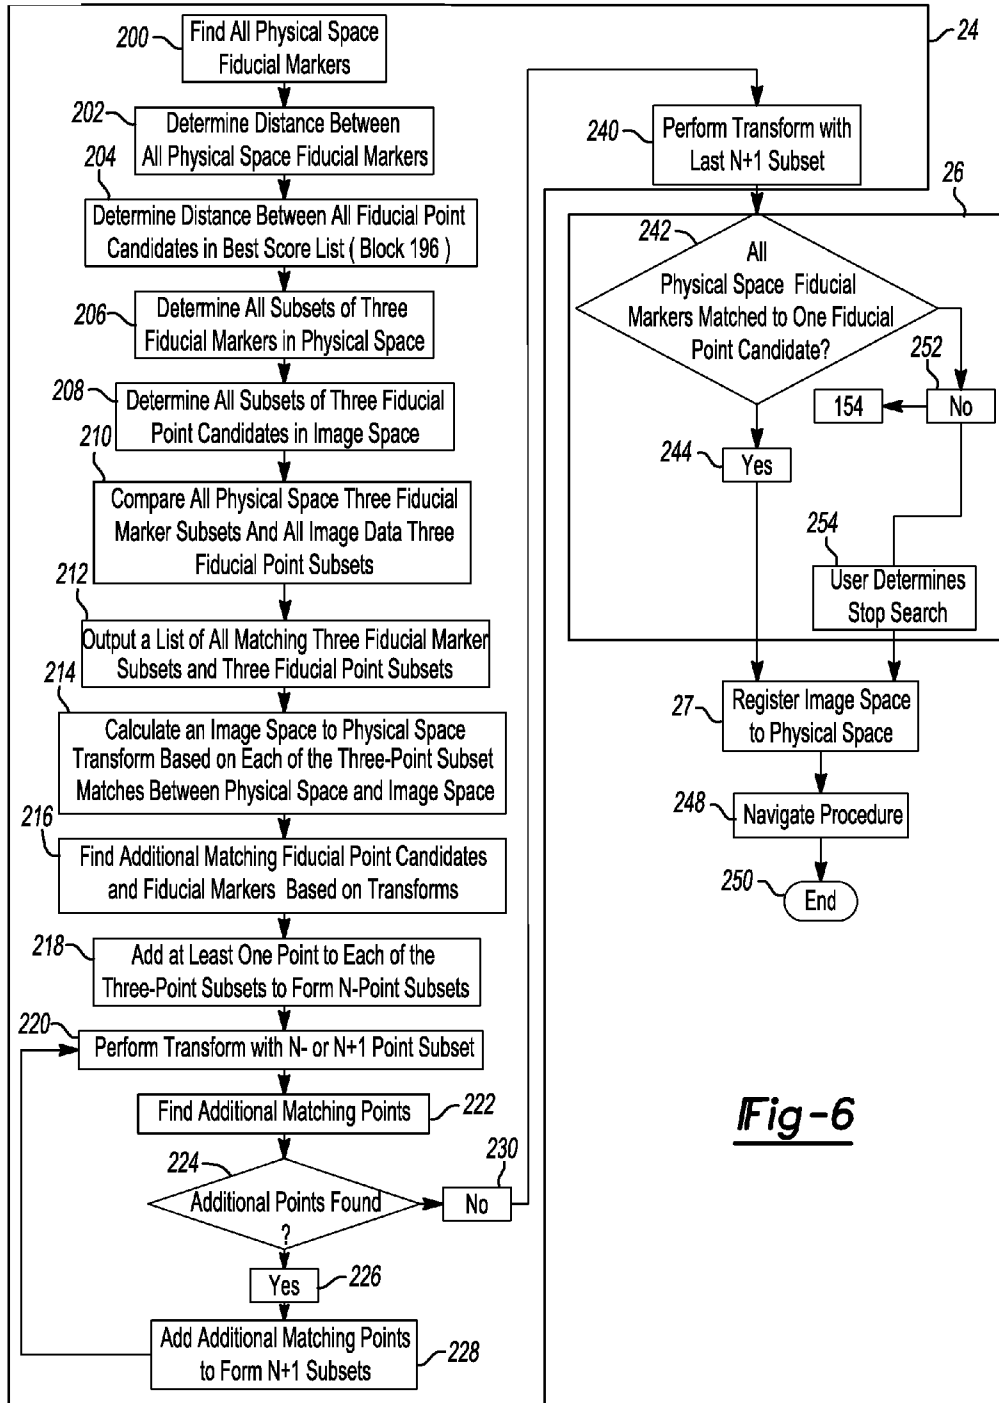 200
Find All Physical Space
Fiducial Markers
202
Determine Distance Between
All Physical Space Fiducial Markers
204
Determine Distance Between All Fiducial Point
Candidates in Best Score List ( Block 196 )
206
Determine All Subsets of Three
Fiducial Markers in Physical Space
208
Determine All Subsets of Three Fiducial
Point Candidates in Image Space
210
Compare All Physical Space Three Fiducial
Marker Subsets And All Image Data Three
Fiducial Point Subsets
212
Output a List of All Matching Three Fiducial Marker
Subsets and Three Fiducial Point Subsets
214
Calculate an Image Space to Physical Space
Transform Based on Each of the Three-Point Subset
Matches Between Physical Space and Image Space
216
Find Additional Matching Fiducial Point Candidates
and Fiducial Markers Based on Transforms
218
Add at Least One Point to Each of the
Three-Point Subsets to Form N-Point Subsets
220
Perform Transform with N- or N+1 Point Subset
Find Additional Matching Points
222
224
Additional Points Found
?
230
No
Yes
226
Add Additional Matching Points
to Form N+1 Subsets
228
24
240
Perform Transform with
Last N+1 Subset
26
242
All
Physical Space Fiducial
Markers Matched to One Fiducial
Point Candidate?
252
No
154
244
Yes
254
User Determines
Stop Search
27
Register Image Space
to Physical Space
248
Navigate Procedure
250
End
Fig-6